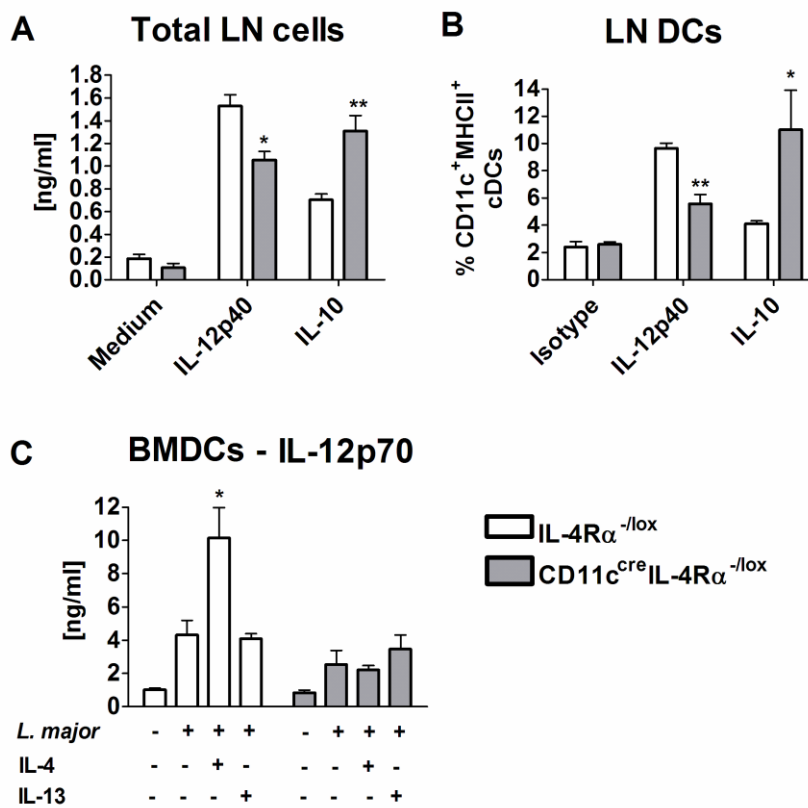 A Total LN cells
[ng/ml]
1.8
1.6
1.4
1.2
1.0
0.8
0.6
0.4
0.2
0.0
* **
Medium IL-12p40 IL-10
B LN DCs
% CD11c⁺MHCII⁺
cDCs
14
12
10
8
6
4
2
0
** *
Isotype IL-12p40 IL-10
C BMDCs - IL-12p70
[ng/ml]
12
10
8
6
4
2
0
*
L. major - + + + - + + +
IL-4 - - + - - - + -
IL-13 - - - + - - - +
IL-4Rα⁻/ˡᵒˣ
CD11cᶜʳᵉIL-4Rα⁻/ˡᵒˣ